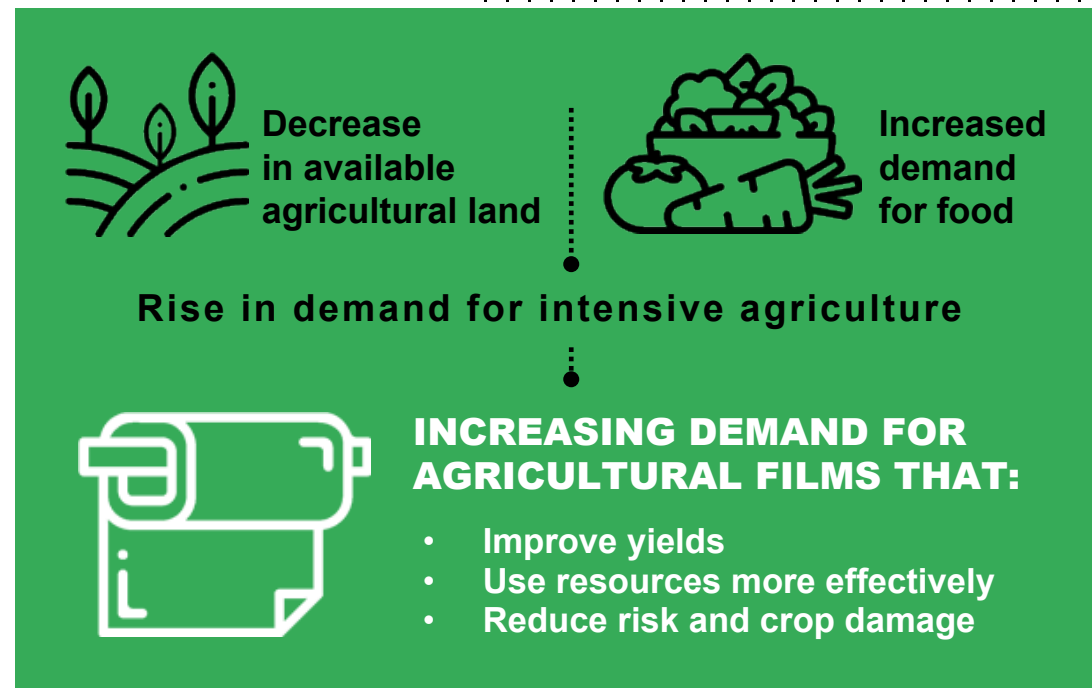 Decrease
in available
agricultural land
Increased
demand
for food
Rise in demand for intensive agriculture
INCREASING DEMAND FOR
AGRICULTURAL FILMS THAT:
• Improve yields
• Use resources more effectively
• Reduce risk and crop damage